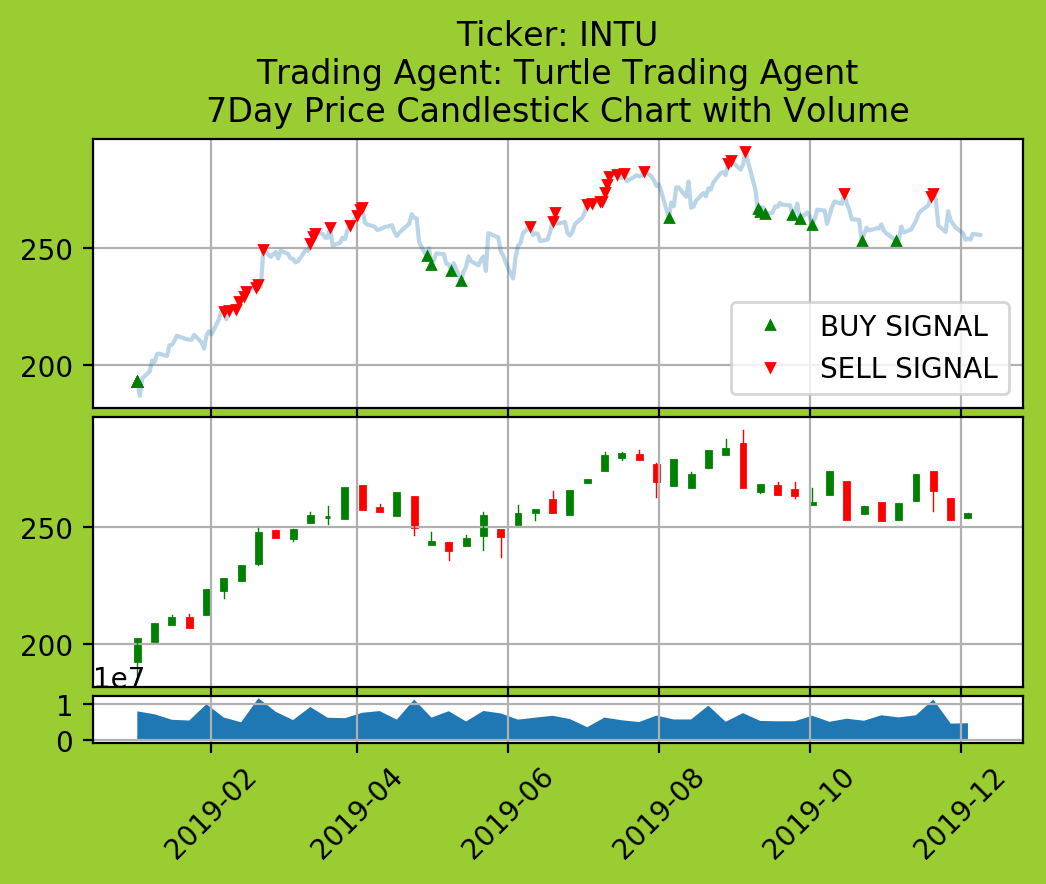 Ticker: INTU
Trading Agent: Turtle Trading Agent
7Day Price Candlestick Chart with Volume
250
200
BUY SIGNAL
SELL SIGNAL
250
200
1e7
1
0
2019-02
2019-04
2019-06
2019-08
2019-10
2019-12